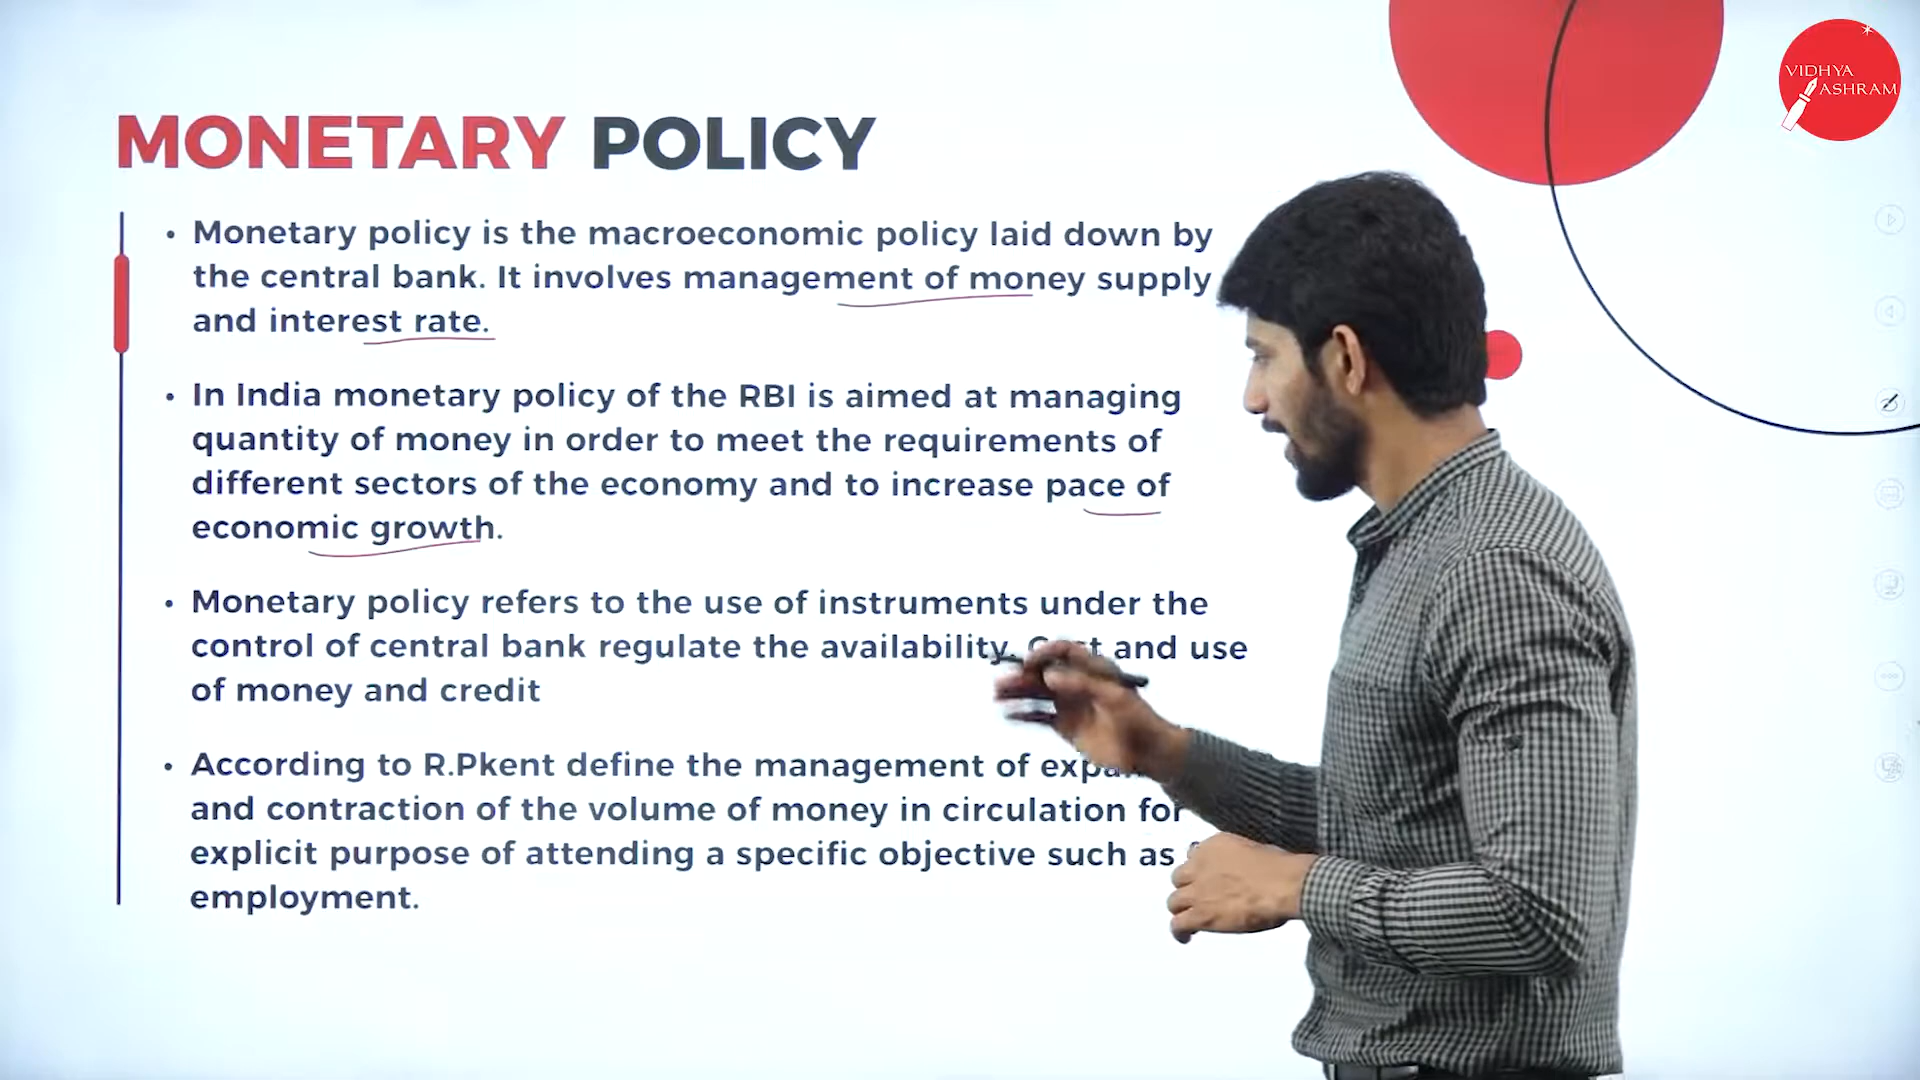 VIDHYA
ASHRAM
MONETARY POLICY
• Monetary policy is the macroeconomic policy laid down by
the central bank. It involves management of money supply
and interest rate.
• In India monetary policy of the RBI is aimed at managing
quantity of money in order to meet the requirements of
different sectors of the economy and to increase pace of
economic growth.
• Monetary policy refers to the use of instruments under the
control of central bank regulate the availability. and use
of money and credit
• According to R.Pkent define the management of
and contraction of the volume of money in circulation for
explicit purpose of attending a specific objective such as
employment.